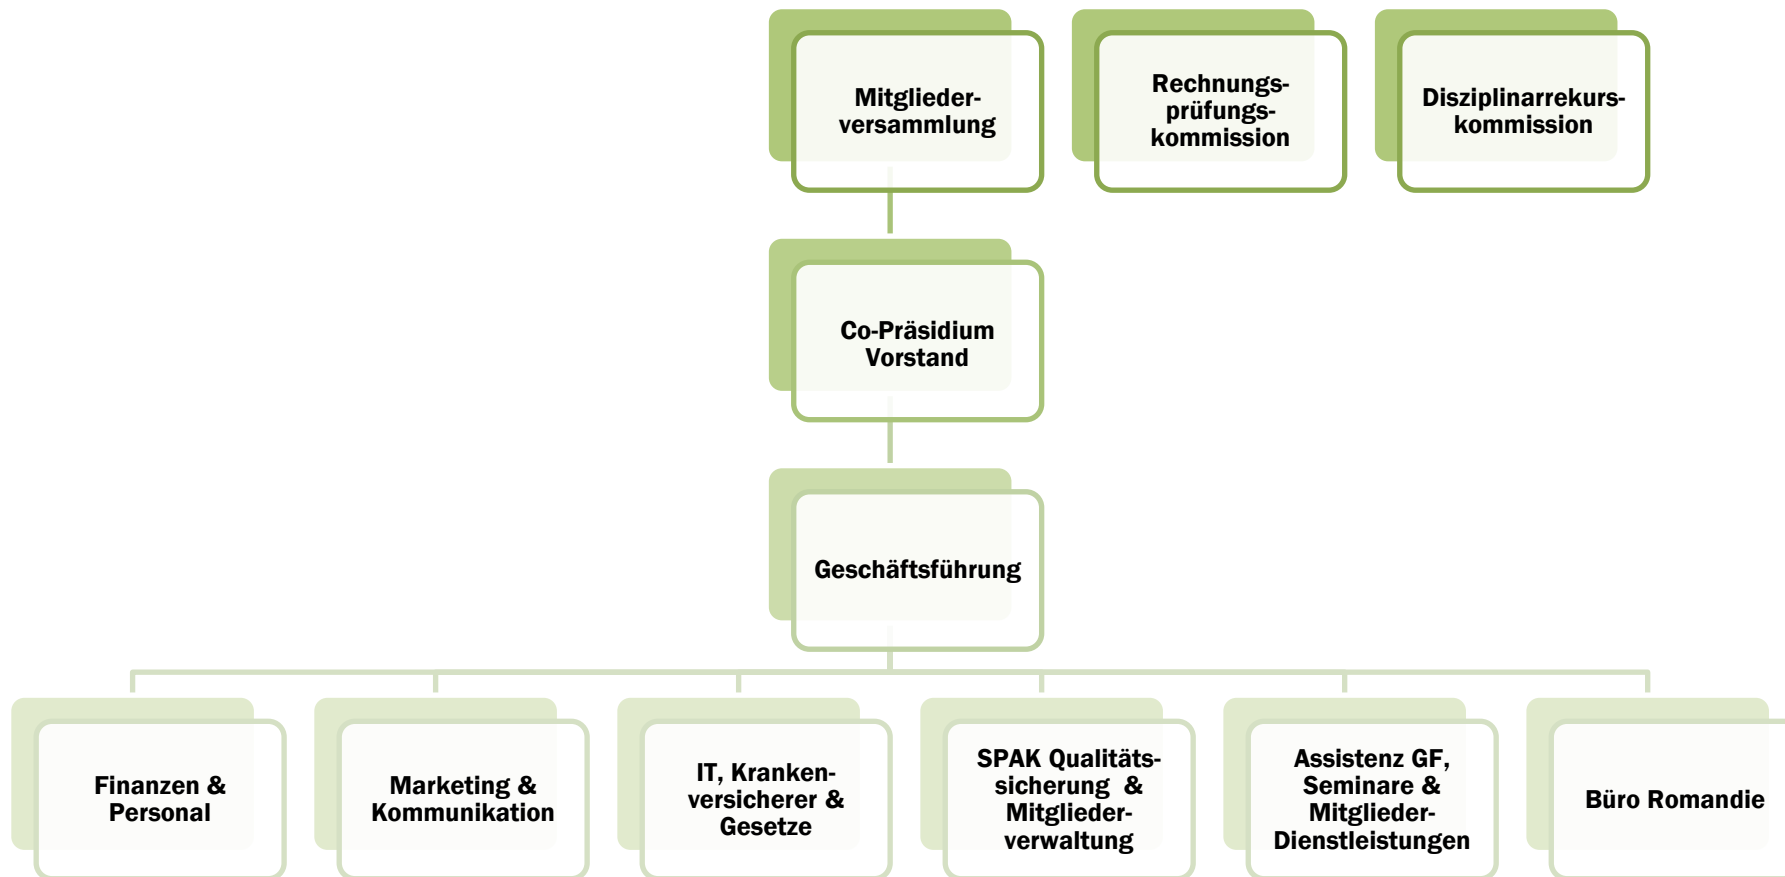 Mitglieder-
versammlung
Rechnungs-
prüfungs-
kommission
Disziplinarrekurs-
kommission
Co-Präsidium
Vorstand
Geschäftsführung
Finanzen &
Personal
Marketing &
Kommunikation
IT, Kranken-
versicherer &
Gesetze
SPAK Qualitäts-
sicherung &
Mitglieder-
verwaltung
Assistenz GF,
Seminare &
Mitglieder-
Dienstleistungen
Büro Romandie